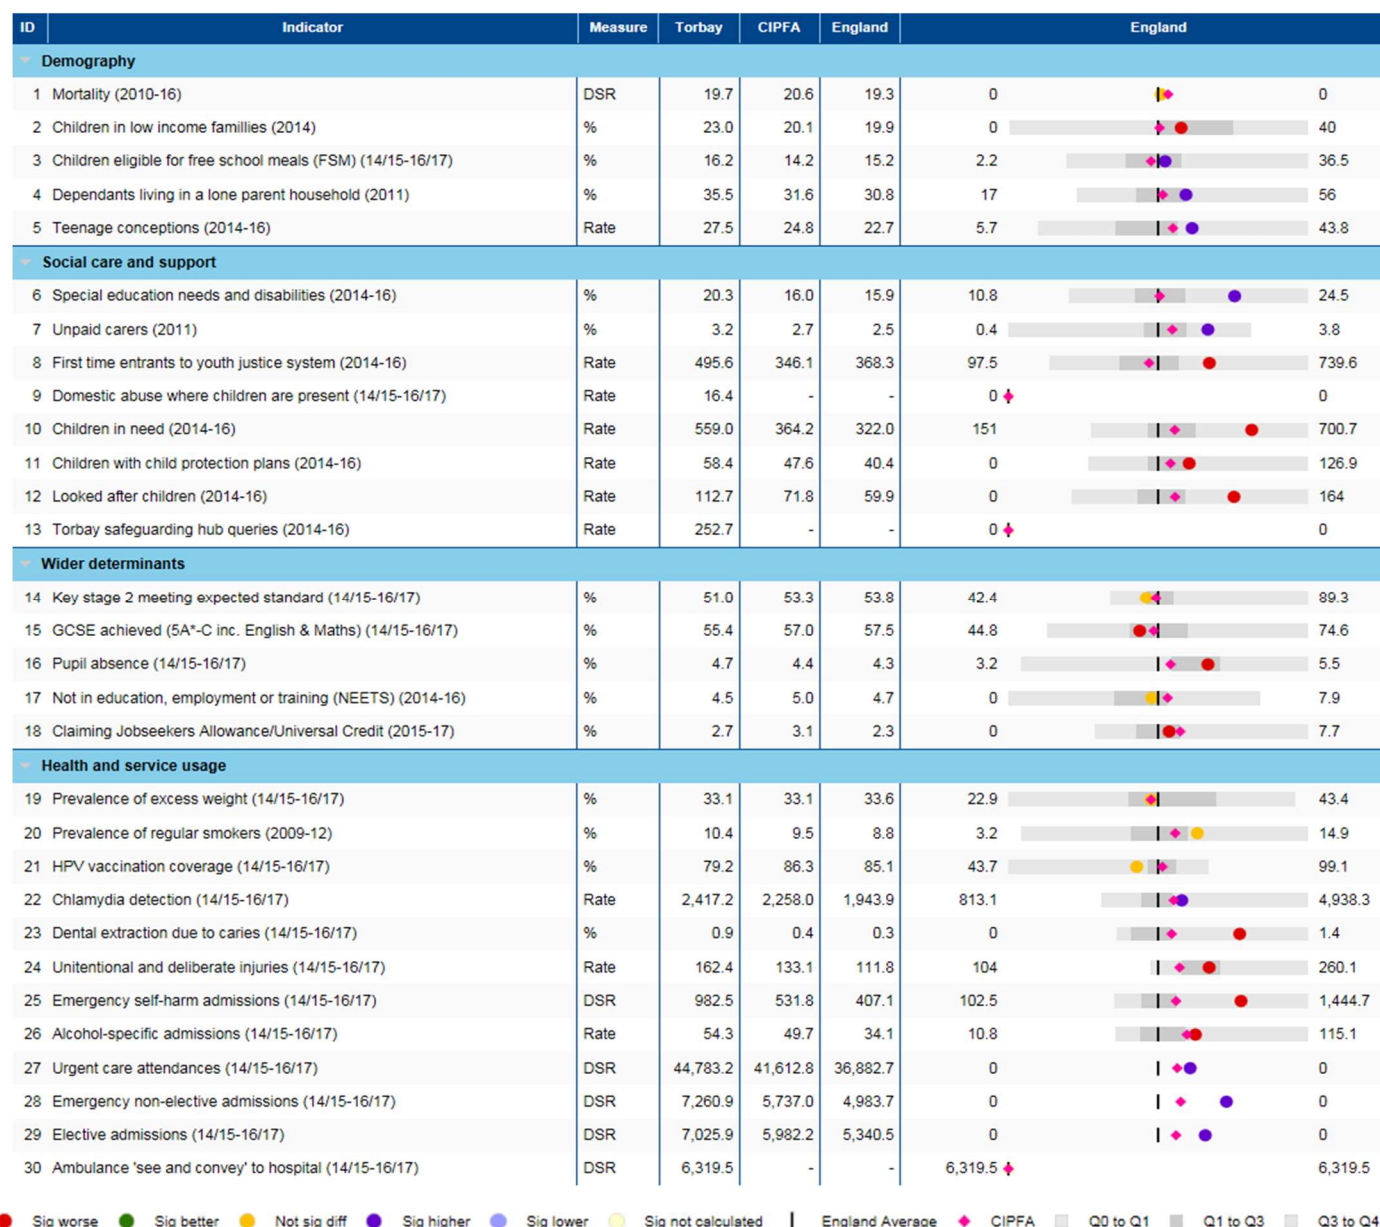 ID Indicator Measure Torbay CIPFA England England
Demography
1 Mortality (2010-16) DSR 19.7 20.6 19.3 0 0
2 Children in low income famillies (2014) % 23.0 20.1 19.9 0 40
3 Children eligible for free school meals (FSM) (14/15-16/17) % 16.2 14.2 15.2 2.2 36.5
4 Dependants living in a lone parent household (2011) % 35.5 31.6 30.8 17 56
5 Teenage conceptions (2014-16) Rate 27.5 24.8 22.7 5.7 43.8
Social care and support
6 Special education needs and disabilities (2014-16) % 20.3 16.0 15.9 10.8 24.5
7 Unpaid carers (2011) % 3.2 2.7 2.5 0.4 3.8
8 First time entrants to youth justice system (2014-16) Rate 495.6 346.1 368.3 97.5 739.6
9 Domestic abuse where children are present (14/15-16/17) Rate 16.4 - - 0 0
10 Children in need (2014-16) Rate 559.0 364.2 322.0 151 700.7
11 Children with child protection plans (2014-16) Rate 58.4 47.6 40.4 0 126.9
12 Looked after children (2014-16) Rate 112.7 71.8 59.9 0 164
13 Torbay safeguarding hub queries (2014-16) Rate 252.7 - - 0 0
Wider determinants
14 Key stage 2 meeting expected standard (14/15-16/17) % 51.0 53.3 53.8 42.4 89.3
15 GCSE achieved (5A*-C inc. English & Maths) (14/15-16/17) % 55.4 57.0 57.5 44.8 74.6
16 Pupil absence (14/15-16/17) % 4.7 4.4 4.3 3.2 5.5
17 Not in education, employment or training (NEETS) (2014-16) % 4.5 5.0 4.7 0 7.9
18 Claiming Jobseekers Allowance/Universal Credit (2015-17) % 2.7 3.1 2.3 0 7.7
Health and service usage
19 Prevalence of excess weight (14/15-16/17) % 33.1 33.1 33.6 22.9 43.4
20 Prevalence of regular smokers (2009-12) % 10.4 9.5 8.8 3.2 14.9
21 HPV vaccination coverage (14/15-16/17) % 79.2 86.3 85.1 43.7 99.1
22 Chlamydia detection (14/15-16/17) Rate 2,417.2 2,258.0 1,943.9 813.1 4,938.3
23 Dental extraction due to caries (14/15-16/17) % 0.9 0.4 0.3 0 1.4
24 Unitentional and deliberate injuries (14/15-16/17) Rate 162.4 133.1 111.8 104 260.1
25 Emergency self-harm admissions (14/15-16/17) DSR 982.5 531.8 407.1 102.5 1,444.7
26 Alcohol-specific admissions (14/15-16/17) Rate 54.3 49.7 34.1 10.8 115.1
27 Urgent care attendances (14/15-16/17) DSR 44,783.2 41,612.8 36,882.7 0 0
28 Emergency non-elective admissions (14/15-16/17) DSR 7,260.9 5,737.0 4,983.7 0 0
29 Elective admissions (14/15-16/17) DSR 7,025.9 5,982.2 5,340.5 0 0
30 Ambulance 'see and convey' to hospital (14/15-16/17) DSR 6,319.5 - - 6,319.5 6,319.5
Sig worse Sig better Not sig diff Sig higher Sig lower Sig not calculated England Average CIPFA Q0 to Q1 Q1 to Q3 Q3 to Q4